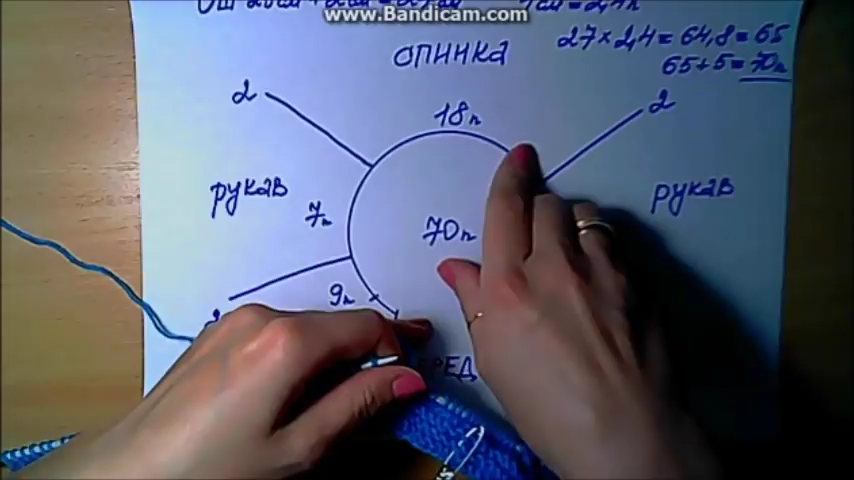 www.Bandicam.com
27×2,4=64,8=65
65+5=70п
СПИНКА
2
18п
2
рукав
рукав
7п
70п
9п